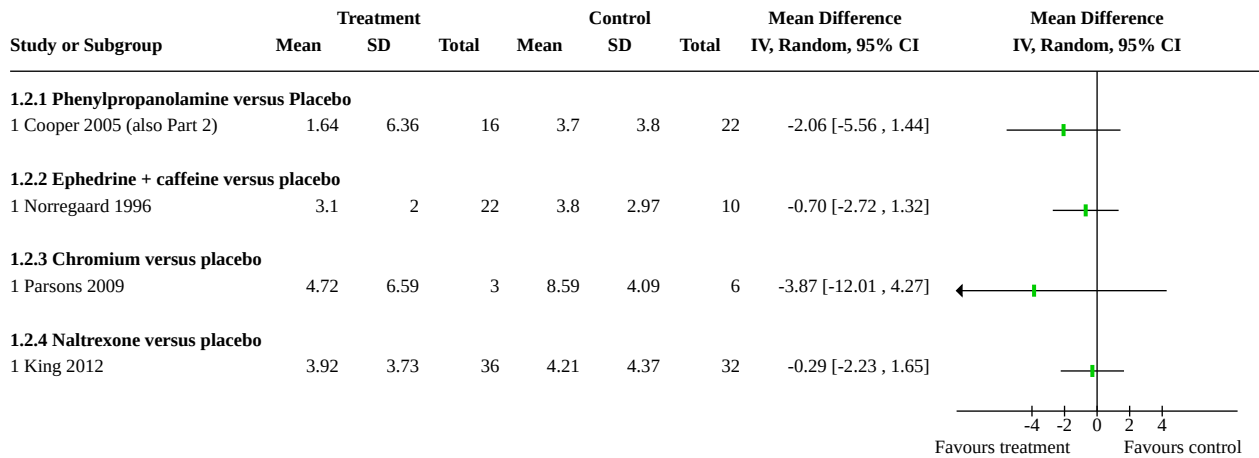 Treatment Control Mean Difference Mean Difference
Study or Subgroup Mean SD Total Mean SD Total IV, Random, 95% CI IV, Random, 95% CI
1.2.1 Phenylpropanolamine versus Placebo
1 Cooper 2005 (also Part 2) 1.64 6.36 16 3.7 3.8 22 -2.06 [-5.56 , 1.44]
1.2.2 Ephedrine + caffeine versus placebo
1 Norregaard 1996 3.1 2 22 3.8 2.97 10 -0.70 [-2.72 , 1.32]
1.2.3 Chromium versus placebo
1 Parsons 2009 4.72 6.59 3 8.59 4.09 6 -3.87 [-12.01 , 4.27]
1.2.4 Naltrexone versus placebo
1 King 2012 3.92 3.73 36 4.21 4.37 32 -0.29 [-2.23 , 1.65]
-4 -2 0 2 4
Favours treatment Favours control